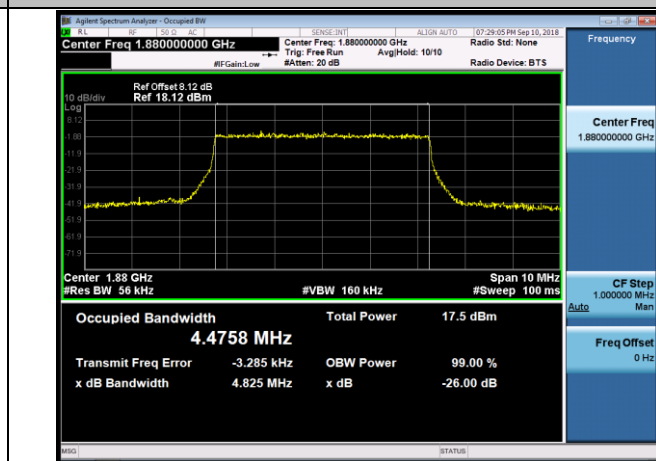 Agilent Spectrum Analyzer - Occupied BW
RL RF 50 Ω AC SENSE:INT ALIGN AUTO 07:29:05 PM Sep 10, 2018
Center Freq 1.880000000 GHz
Center Freq: 1.880000000 GHz
Radio Std: None
Trig: Free Run Avg|Hold: 10/10
#IFGain:Low #Atten: 20 dB Radio Device: BTS
Frequency
Ref Offset 8.12 dB
10 dB/div Ref 18.12 dBm
Log
8.12
-1.88
-11.9
-21.9
-31.9
-41.9
-51.9
-61.9
-71.9
Center 1.88 GHz Span 10 MHz
#Res BW 56 kHz #VBW 160 kHz #Sweep 100 ms
Occupied Bandwidth Total Power 17.5 dBm
4.4758 MHz
Transmit Freq Error -3.285 kHz OBW Power 99.00 %
x dB Bandwidth 4.825 MHz x dB -26.00 dB
Center Freq
1.880000000 GHz
CF Step
1.000000 MHz
Auto Man
Freq Offset
0 Hz
MSG STATUS